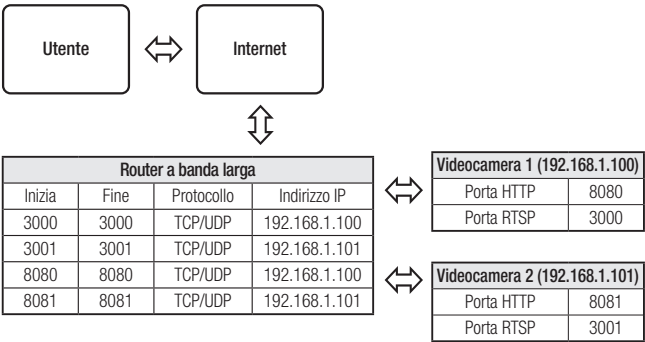 Utente
Internet
Router a banda larga
Inizia Fine Protocollo Indirizzo IP
3000 3000 TCP/UDP 192.168.1.100
3001 3001 TCP/UDP 192.168.1.101
8080 8080 TCP/UDP 192.168.1.100
8081 8081 TCP/UDP 192.168.1.101
Videocamera 1 (192.168.1.100)
Porta HTTP 8080
Porta RTSP 3000
Videocamera 2 (192.168.1.101)
Porta HTTP 8081
Porta RTSP 3001